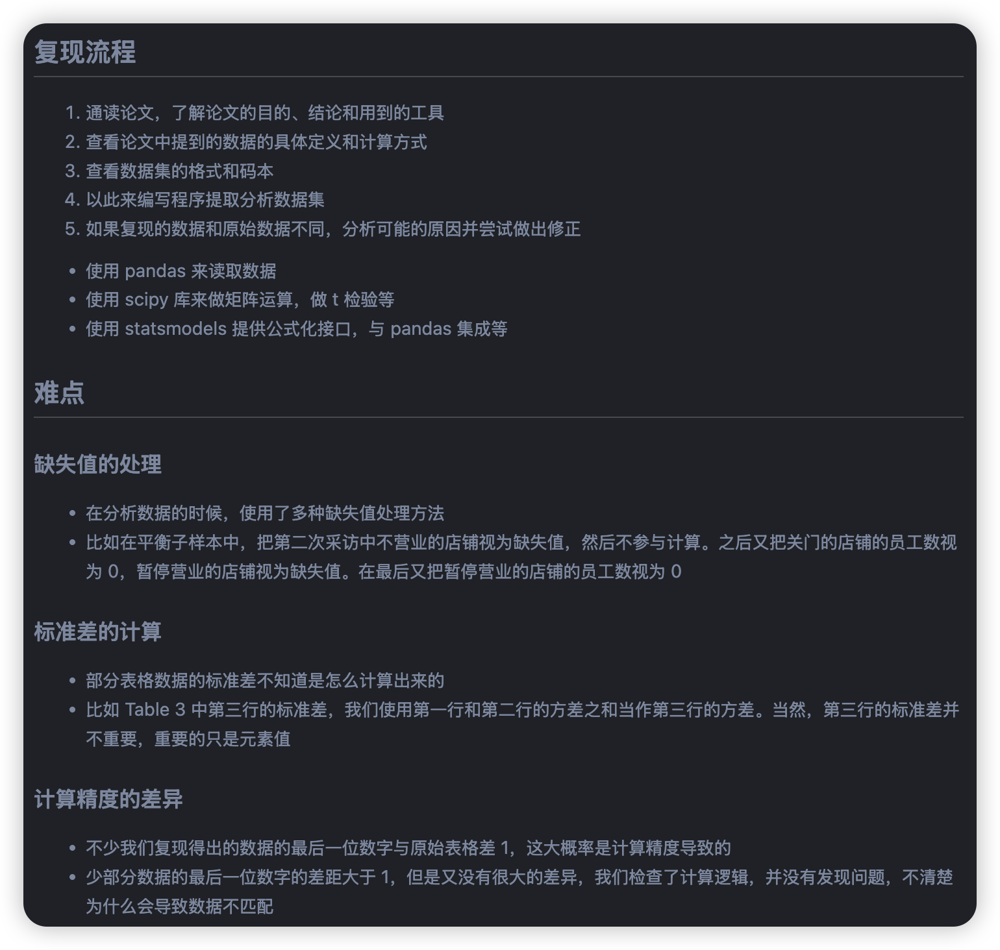 复现流程
1. 通读论文，了解论文的目的、结论和用到的工具
2. 查看论文中提到的数据的具体定义和计算方式
3. 查看数据集的格式和码本
4. 以此来编写程序提取分析数据集
5. 如果复现的数据和原始数据不同，分析可能的原因并尝试做出修正
• 使用 pandas 来读取数据
• 使用 scipy 库来做矩阵运算，做 t 检验等
• 使用 statsmodels 提供公式化接口，与 pandas 集成等
难点
缺失值的处理
• 在分析数据的时候，使用了多种缺失值处理方法
• 比如在平衡子样本中，把第二次采访中不营业的店铺视为缺失值，然后不参与计算。之后又把关门的店铺的员工数视
为 0，暂停营业的店铺视为缺失值。在最后又把暂停营业的店铺的员工数视为 0
标准差的计算
• 部分表格数据的标准差不知道是怎么计算出来的
• 比如 Table 3 中第三行的标准差，我们使用第一行和第二行的方差之和当作第三行的方差。当然，第三行的标准差并
不重要，重要的只是元素值
计算精度的差异
• 不少我们复现得出的数据的最后一位数字与原始表格差 1，这大概率是计算精度导致的
• 少部分数据的最后一位数字的差距大于 1，但是又没有很大的差异，我们检查了计算逻辑，并没有发现问题，不清楚
为什么会导致数据不匹配